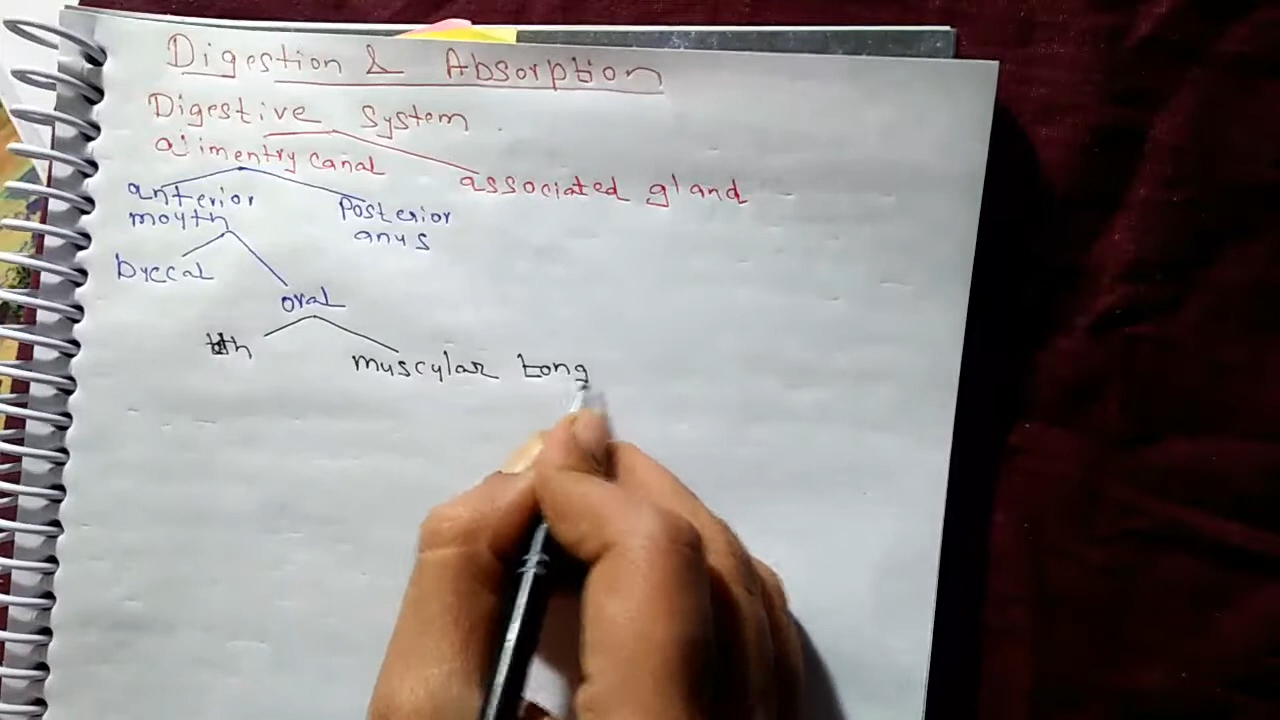 Digestion & Absorption
Digestive System.
alimentry canal
associated gland
anterior
mouth
Posterior
anus
buccal
oral
muscular tong